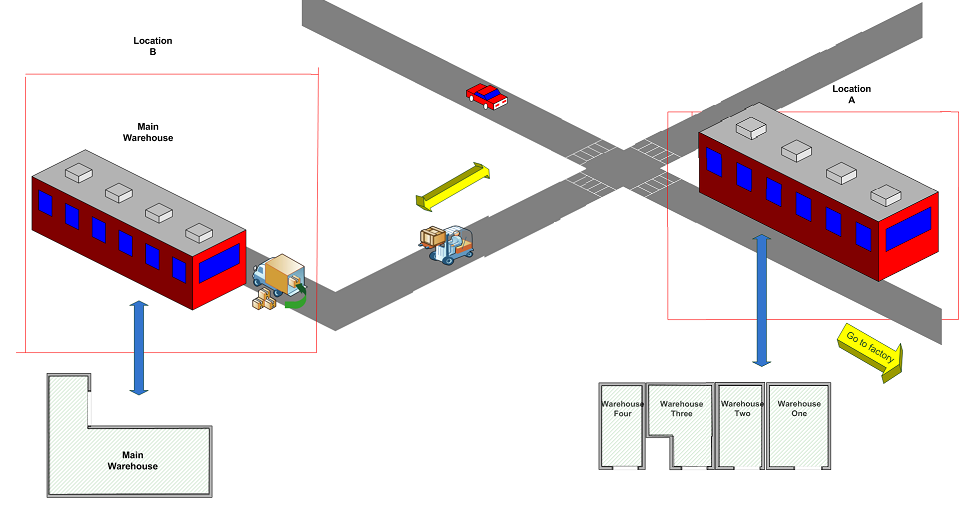 Location
B
Location
A
Main
Warehouse
Go to factory
Warehouse
Four
Warehouse
Three
Warehouse
Two
Warehouse
One
Main
Warehouse